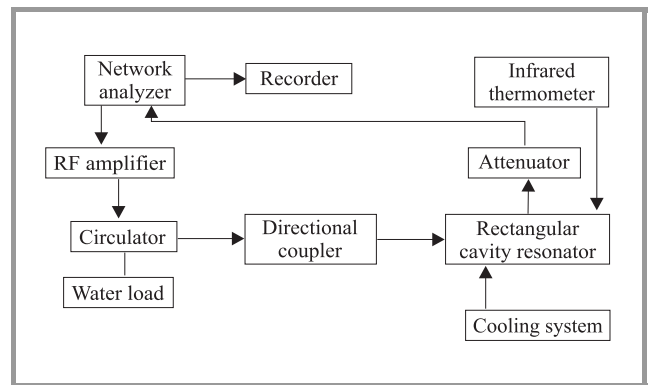 Network
analyzer
Recorder
Infrared
thermometer
RF amplifier
Attenuator
Circulator
Directional
coupler
Rectangular
cavity resonator
Water load
Cooling system